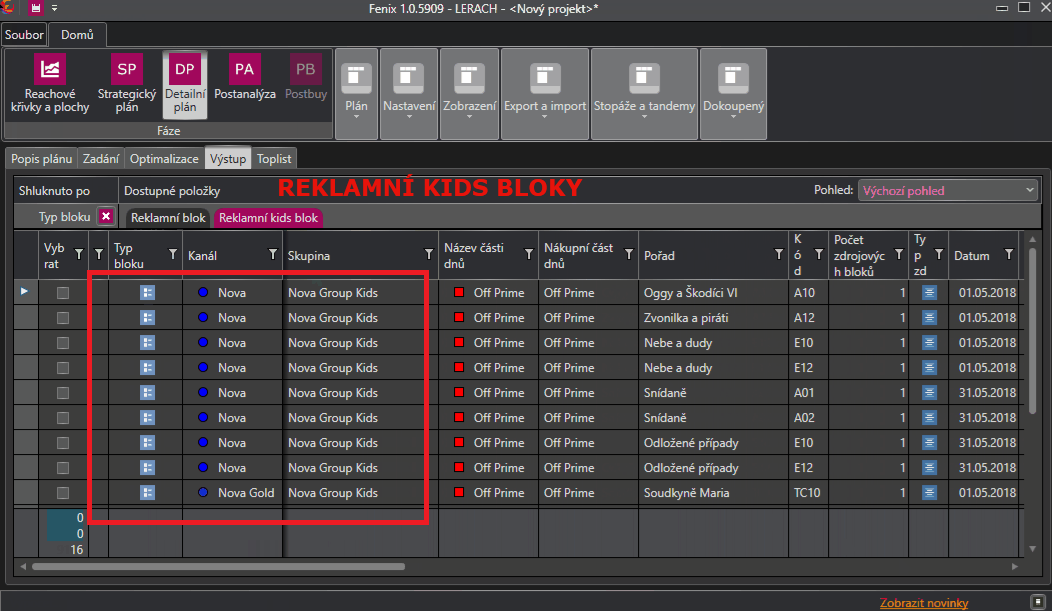 Fenix 1.0.5909 - LERACH - <Nový projekt>*
Soubor Domů
SP DP PA PB
Reachové křivky a plochy
Strategický plán
Detailní plán
Postanalýza
Postbuy
Fáze
Plán
Nastavení
Zobrazení
Export a import
Stopáže a tandemy
Dokoupený
Popis plánu Zadání Optimalizace Výstup Toplist
Shluknuto po Dostupné položky REKLAMNÍ KIDS BLOKY Pohled: Výchozí pohled
Typ bloku Reklamní blok Reklamní kids blok
Vybrat Typ bloku Kanál Skupina Název části dnů Nákupní část dnů Pořad Kód Počet zdrojových bloků Typ zd Datum
Nova Nova Group Kids Off Prime Off Prime Oggy a Škodíci VI A10 1 01.05.2018
Nova Nova Group Kids Off Prime Off Prime Zvonilka a piráti A12 1 01.05.2018
Nova Nova Group Kids Off Prime Off Prime Nebe a dudy E10 1 01.05.2018
Nova Nova Group Kids Off Prime Off Prime Nebe a dudy E12 1 01.05.2018
Nova Nova Group Kids Off Prime Off Prime Snídaně A01 1 31.05.2018
Nova Nova Group Kids Off Prime Off Prime Snídaně A02 1 31.05.2018
Nova Nova Group Kids Off Prime Off Prime Odložené případy E10 1 31.05.2018
Nova Nova Group Kids Off Prime Off Prime Odložené případy E12 1 31.05.2018
Nova Gold Nova Group Kids Off Prime Off Prime Soudkyně Maria TC10 1 01.05.2018
0
0
16
Zobrazit novinky